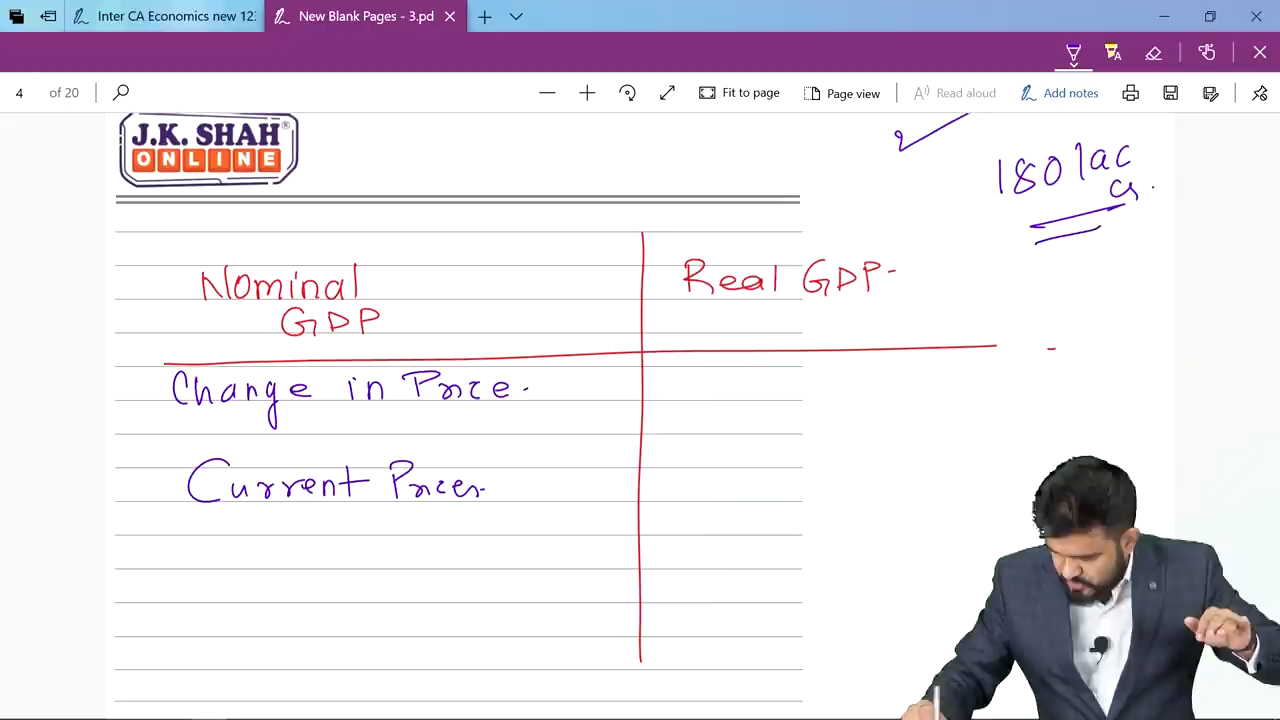 Inter CA Economics new 12
New Blank Pages - 3.pd
4 of 20
Fit to page
Page view
Read aloud
Add notes
J.K. SHAH®
ONLINE
180 lac
cr.
Nominal
GDP
Real GDP-
Change in Price.
Current Prices.